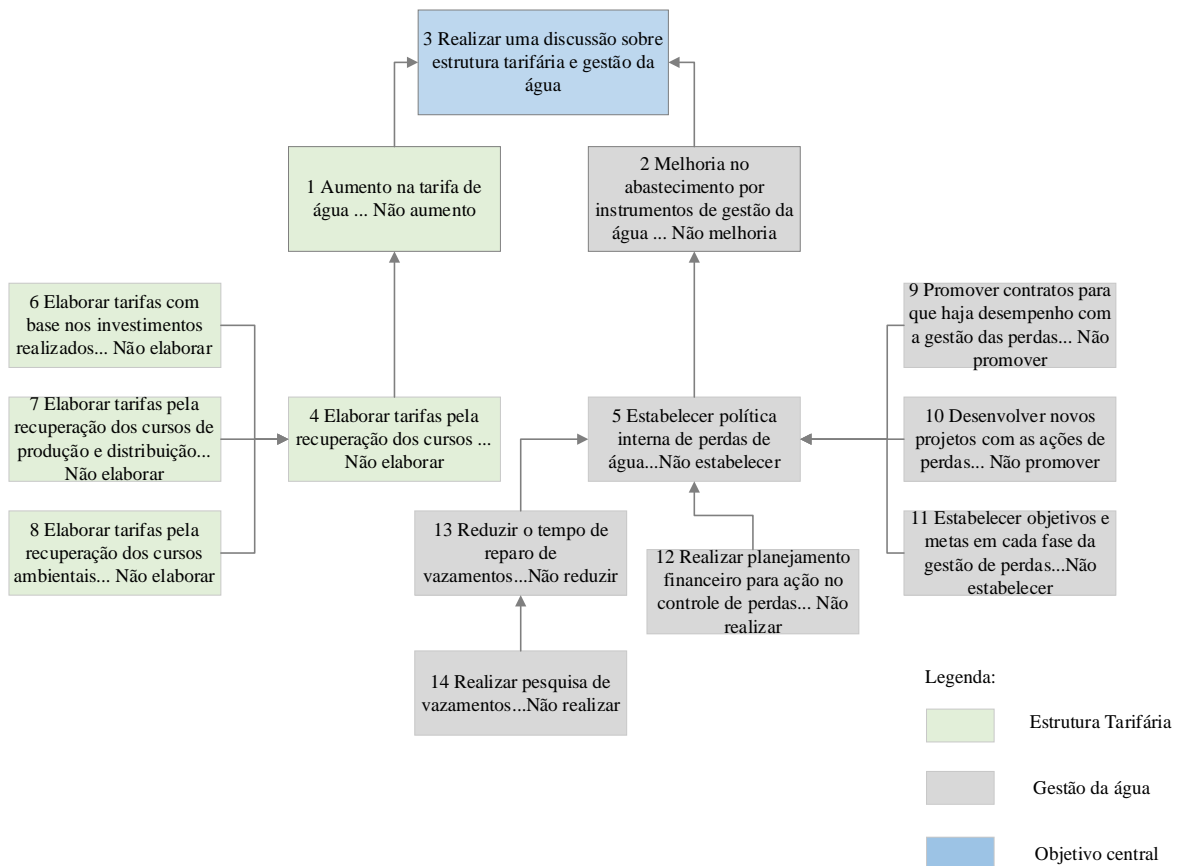 3 Realizar uma discussão sobre
estrutura tarifária e gestão da
água
1 Aumento na tarifa de
água ... Não aumento
2 Melhoria no
abastecimento por
instrumentos de gestão da
água ... Não melhoria
6 Elaborar tarifas com
base nos investimentos
realizados... Não elaborar
9 Promover contratos para
que haja desempenho com
a gestão das perdas... Não
promover
7 Elaborar tarifas pela
recuperação dos cursos de
produção e distribuição...
Não elaborar
4 Elaborar tarifas pela
recuperação dos cursos ...
Não elaborar
5 Estabelecer política
interna de perdas de
água...Não estabelecer
10 Desenvolver novos
projetos com as ações de
perdas... Não promover
8 Elaborar tarifas pela
recuperação dos cursos
ambientais... Não elaborar
13 Reduzir o tempo de
reparo de
vazamentos...Não reduzir
12 Realizar planejamento
financeiro para ação no
controle de perdas... Não
realizar
11 Estabelecer objetivos e
metas em cada fase da
gestão de perdas...Não
estabelecer
14 Realizar pesquisa de
vazamentos...Não realizar
Legenda:
Estrutura Tarifária
Gestão da água
Objetivo central